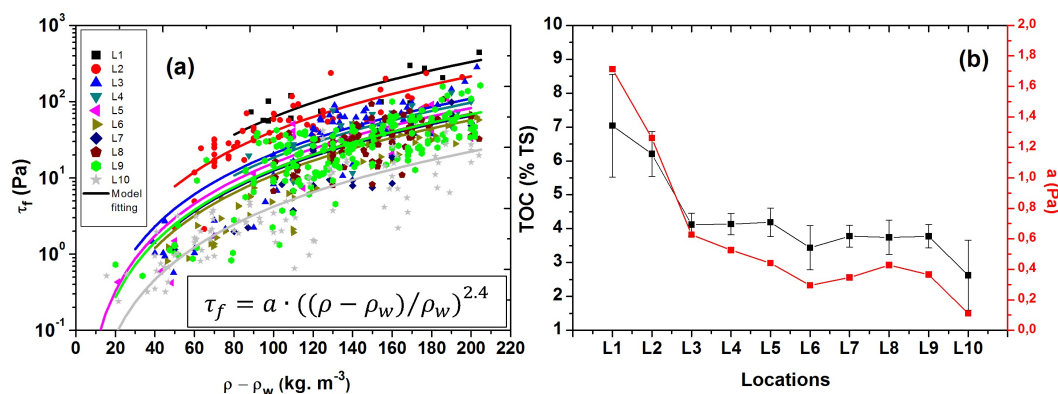 (a)
L1
L2
L3
L4
L5
L6
L7
L8
L9
L10
Model
fitting
10³
10²
10¹
10⁰
10⁻¹
τf (Pa)
τf = a · ((ρ − ρw)/ρw)^2.4
0 20 40 60 80 100 120 140 160 180 200 220
ρ − ρw (kg. m⁻³)
(b)
10
9
8
7
6
5
4
3
2
1
TOC (% TS)
2,0
1,8
1,6
1,4
1,2
1,0
0,8
0,6
0,4
0,2
0,0
a (Pa)
L1 L2 L3 L4 L5 L6 L7 L8 L9 L10
Locations